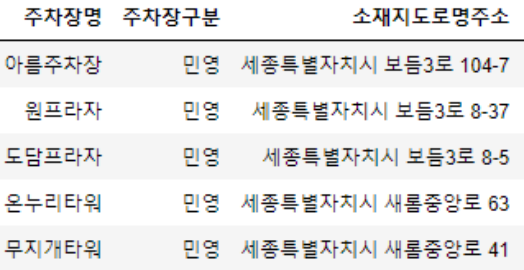 주차장명 주차장구분 소재지도로명주소
아름주차장 민영 세종특별자치시 보듬3로 104-7
원프라자 민영 세종특별자치시 보듬3로 8-37
도담프라자 민영 세종특별자치시 보듬3로 8-5
온누리타워 민영 세종특별자치시 새롬중앙로 63
무지개타워 민영 세종특별자치시 새롬중앙로 41